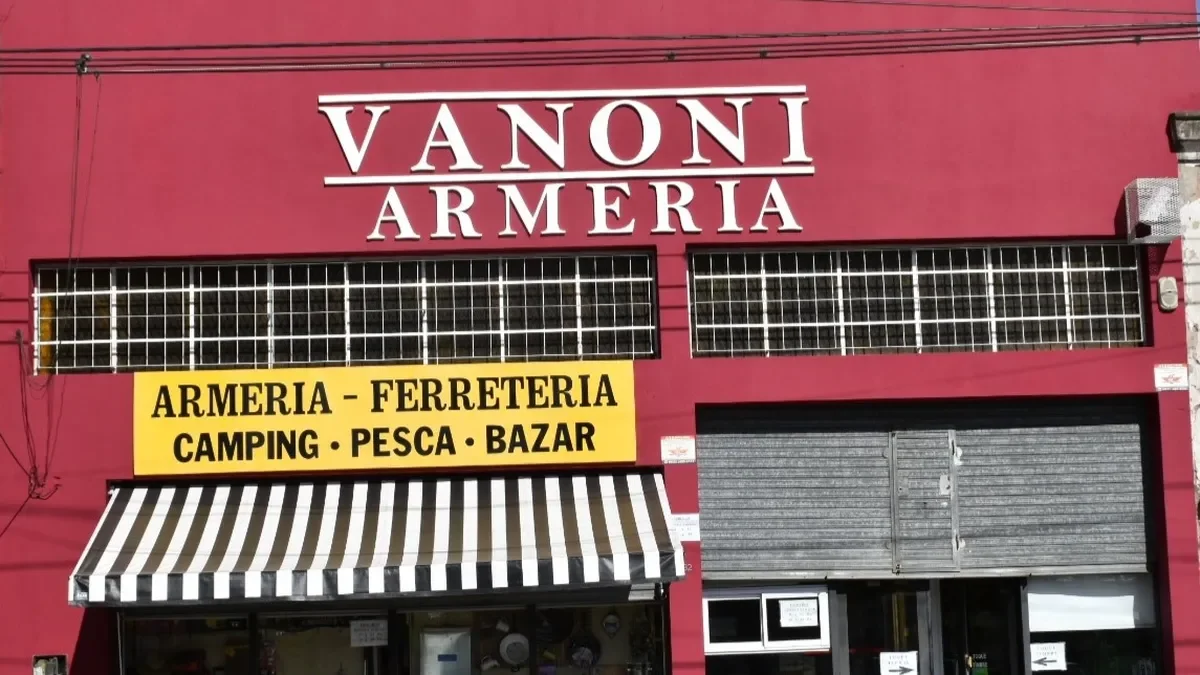 VANONI
ARMERIA
ARMERIA - FERRETERIA
CAMPING • PESCA • BAZAR